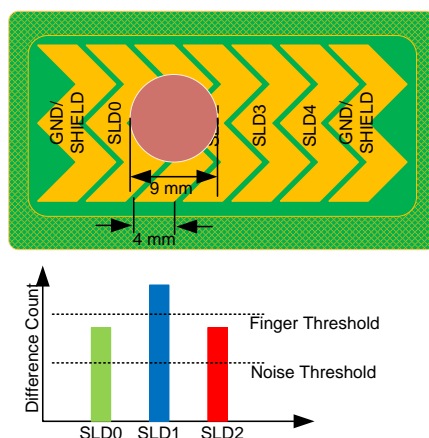 GND/
SHIELD
SLD0
SLD3
SLD4
GND/
SHIELD
9 mm
4 mm
Difference Count
Finger Threshold
Noise Threshold
SLD0
SLD1
SLD2